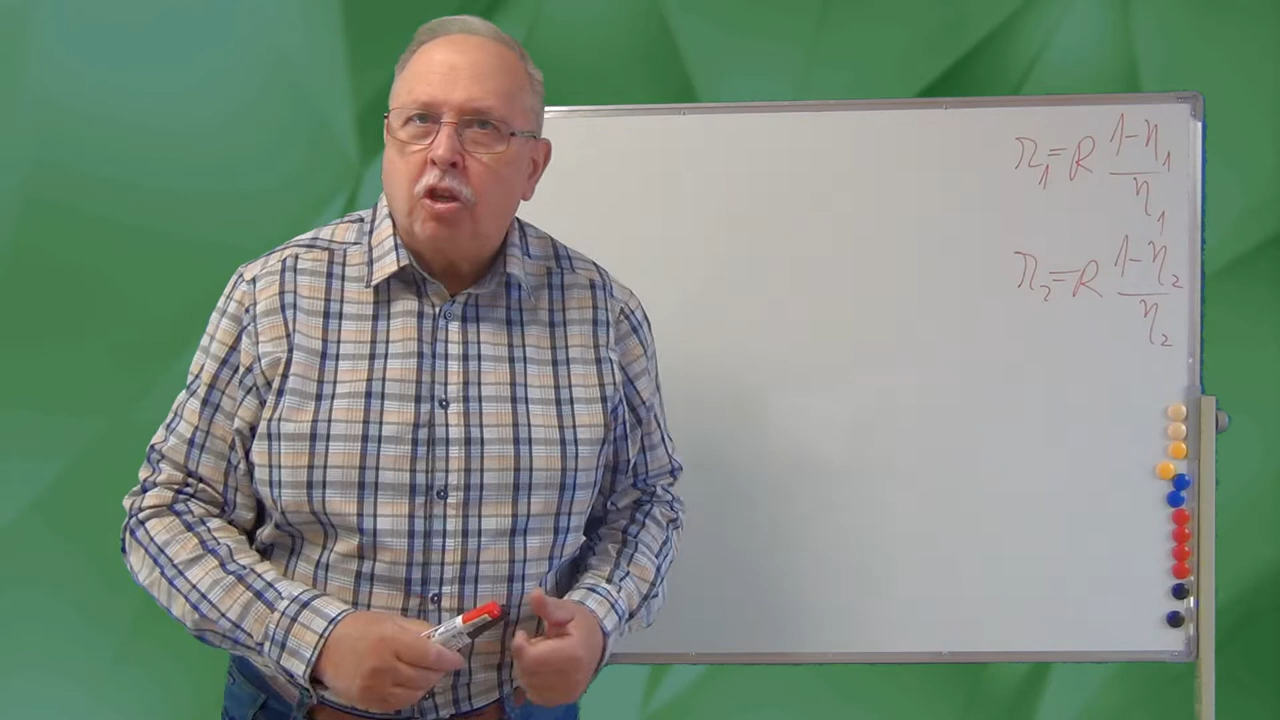 r₁ = R (1-η₁)/η₁
r₂ = R (1-η₂)/η₂